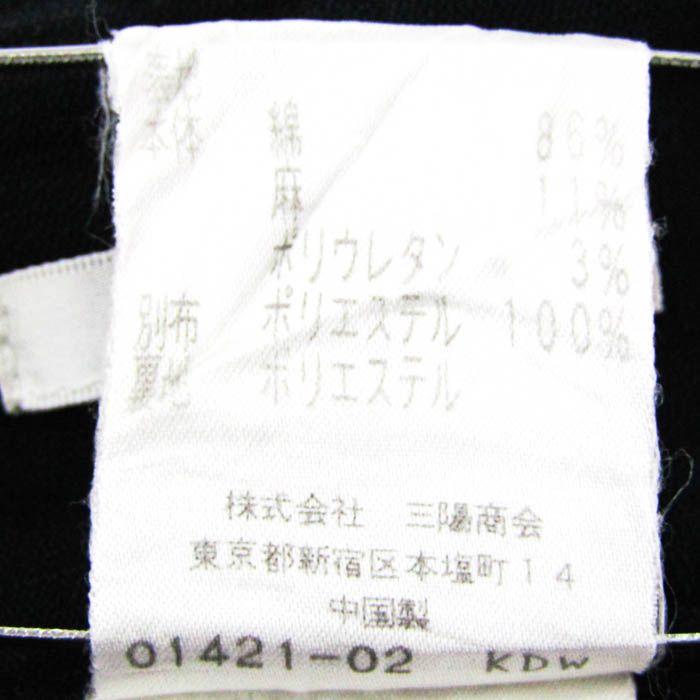 表地
本体 綿 86%
麻 11%
ポリウレタン 3%
別布 ポリエステル 100%
裏地 ポリエステル
株式会社 三陽商会
東京都新宿区本塩町14
中国製
01421-02 KDW